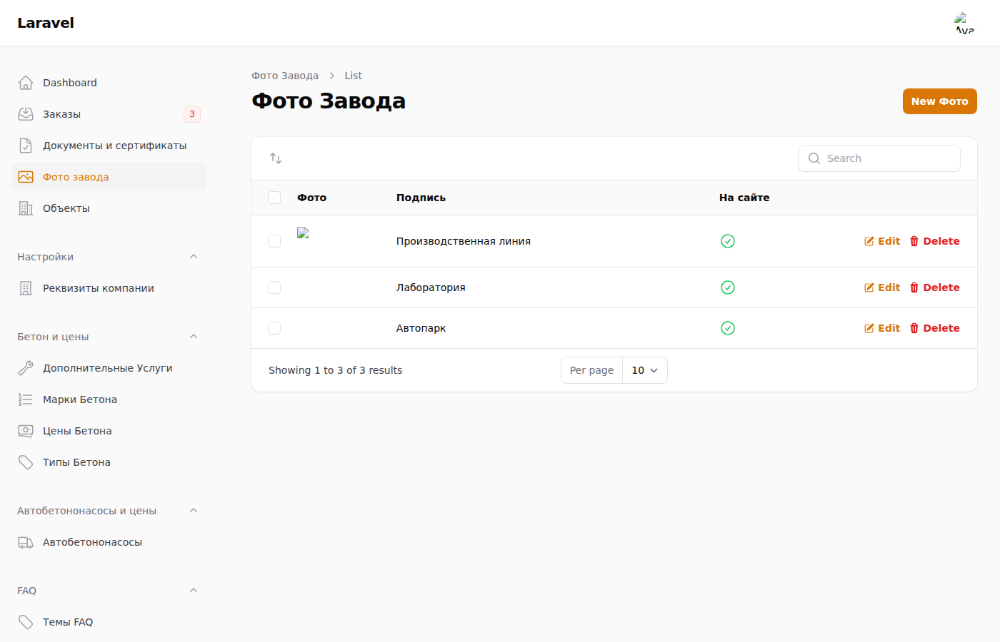 Laravel
Ava
Dashboard
Заказы
3
Документы и сертификаты
Фото завода
Объекты
Настройки
Реквизиты компании
Бетон и цены
Дополнительные Услуги
Марки Бетона
Цены Бетона
Типы Бетона
Автобетононасосы и цены
Автобетононасосы
FAQ
Темы FAQ
Фото Завода > List
Фото Завода
New Фото
Search
Фото Подпись На сайте
Производственная линия Edit Delete
Лаборатория Edit Delete
Автопарк Edit Delete
Showing 1 to 3 of 3 results Per page 10